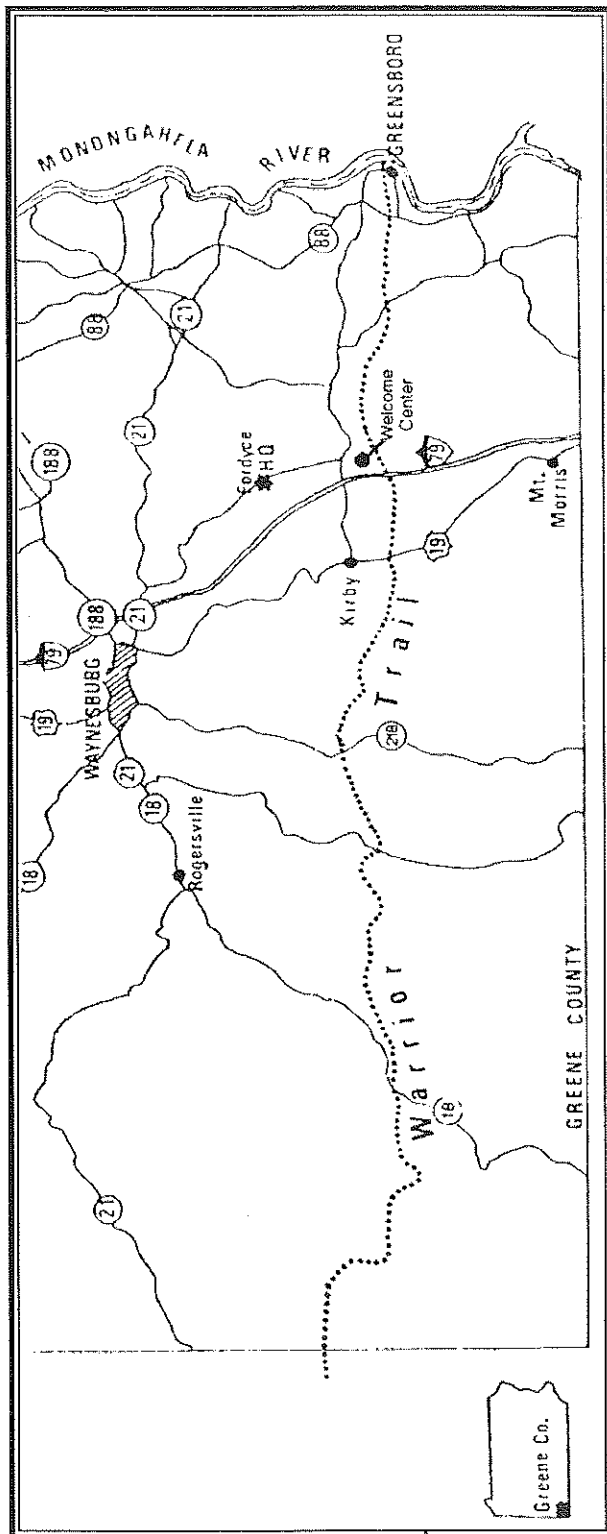 MONONGAHELA
RIVER
GREENSBORO
88
88
21
188
21
Fordyce
HQ
Welcome
Center
79
Mt.
Morris
19
Kirby
188
21
79
19
WAYNESBURG
21
18
18
Rogersville
218
Warrior Trail
18
21
GREENE COUNTY
Greene Co.